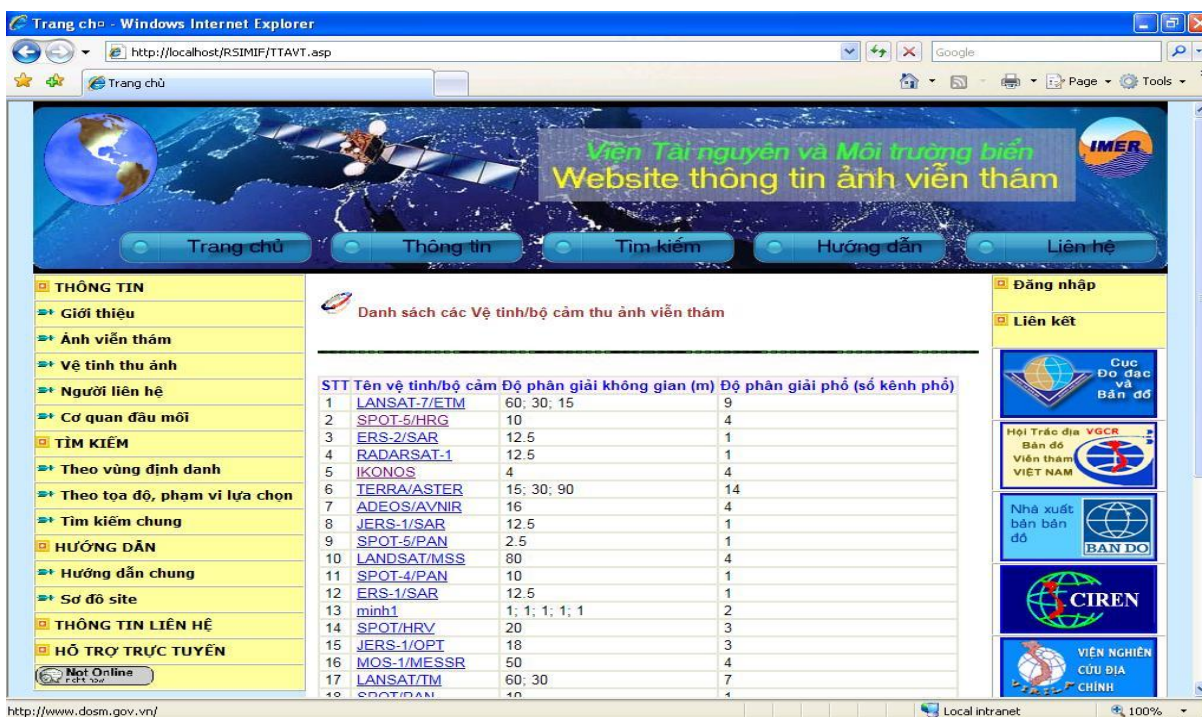 Trang ch¤ - Windows Internet Explorer
http://localhost/RSIMIF/TTAVT.asp
Google
Trang chủ
Page
Tools
Viện Tài nguyên và Môi trường biển
Website thông tin ảnh viễn thám
IMER
Trang chủ
Thông tin
Tìm kiếm
Hướng dẫn
Liên hệ
THÔNG TIN
Giới thiệu
Ảnh viễn thám
Vệ tinh thu ảnh
Người liên hệ
Cơ quan đầu mối
TÌM KIẾM
Theo vùng định danh
Theo tọa độ, phạm vi lựa chọn
Tìm kiếm chung
HƯỚNG DẪN
Hướng dẫn chung
Sơ đồ site
THÔNG TIN LIÊN HỆ
HỖ TRỢ TRỰC TUYẾN
Not Online
right now
Danh sách các Vệ tinh/bộ cảm thu ảnh viễn thám
STT Tên vệ tinh/bộ cảm Độ phân giải không gian (m) Độ phân giải phổ (số kênh phổ)
1 LANSAT-7/ETM 60; 30; 15 9
2 SPOT-5/HRG 10 4
3 ERS-2/SAR 12.5 1
4 RADARSAT-1 12.5 1
5 IKONOS 4 4
6 TERRA/ASTER 15; 30; 90 14
7 ADEOS/AVNIR 16 4
8 JERS-1/SAR 12.5 1
9 SPOT-5/PAN 2.5 1
10 LANDSAT/MSS 80 4
11 SPOT-4/PAN 10 1
12 ERS-1/SAR 12.5 1
13 minh1 1; 1; 1; 1; 1 2
14 SPOT/HRV 20 3
15 JERS-1/OPT 18 3
16 MOS-1/MESSR 50 4
17 LANSAT/TM 60; 30 7
18 SPOT/PAN 10 1
Đăng nhập
Liên kết
Cục
Đo đạc
và
Bản đồ
Hội Trắc địa VGCR
Bản đồ
Viễn thám
VIỆT NAM
Nhà xuất
bản bản
đồ
BAN DO
CIREN
VIỆN NGHIÊN
CỨU ĐỊA
CHÍNH
http://www.dosm.gov.vn/
Local intranet
100%